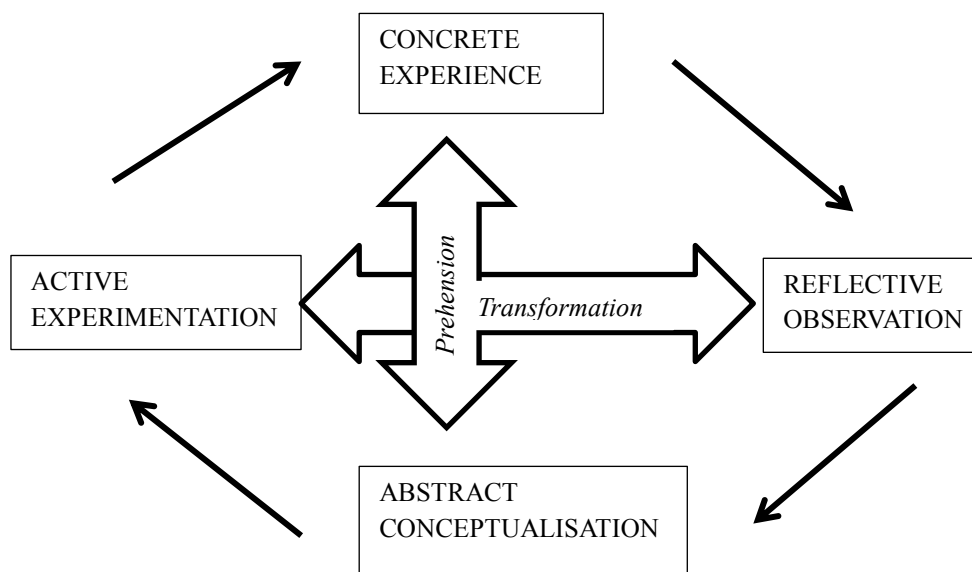 CONCRETE
EXPERIENCE
ACTIVE
EXPERIMENTATION
Prehension
Transformation
REFLECTIVE
OBSERVATION
ABSTRACT
CONCEPTUALISATION